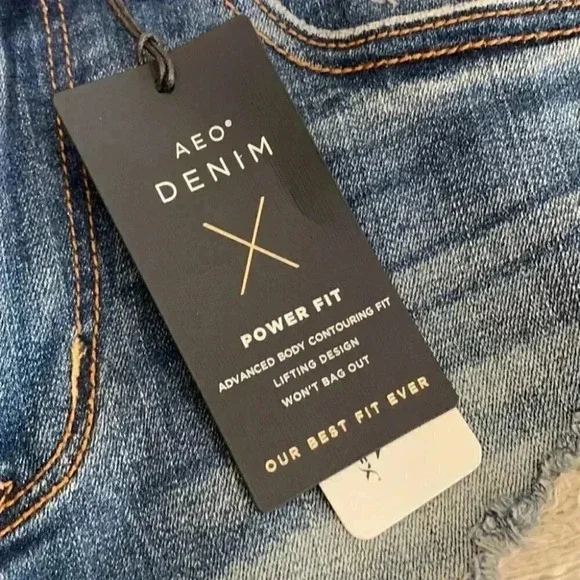 AEO
DENIM
POWER FIT
ADVANCED BODY CONTOURING FIT
LIFTING DESIGN
WON'T BAG OUT
OUR BEST FIT EVER